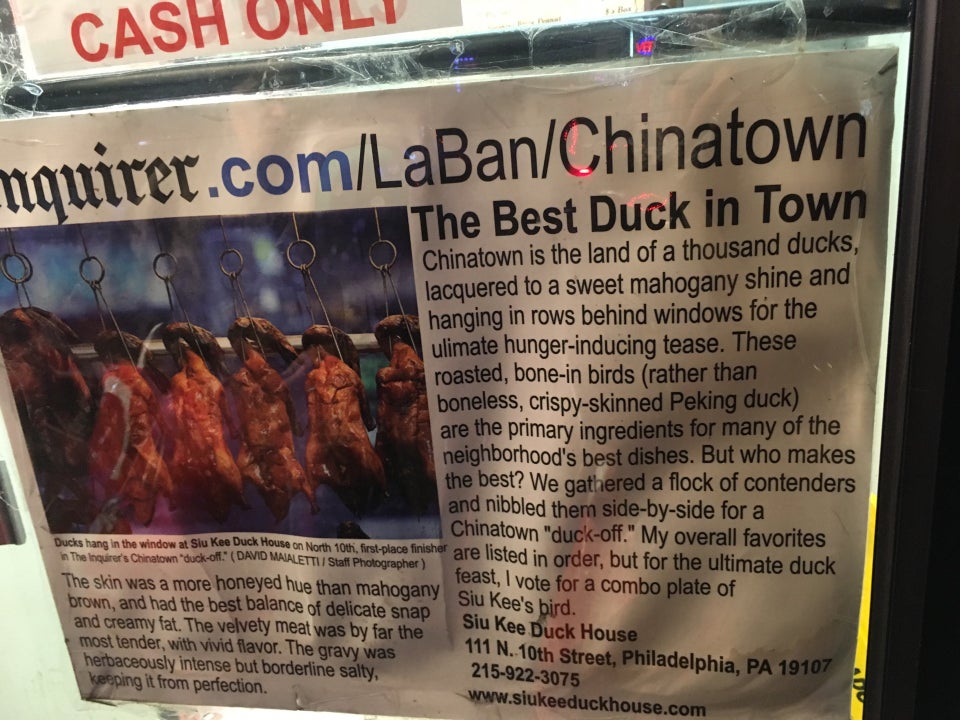 CASH ONLY
nquirer.com/LaBan/Chinatown
The Best Duck in Town
Chinatown is the land of a thousand ducks,
lacquered to a sweet mahogany shine and
hanging in rows behind windows for the
ulimate hunger-inducing tease. These
roasted, bone-in birds (rather than
boneless, crispy-skinned Peking duck)
are the primary ingredients for many of the
neighborhood's best dishes. But who makes
the best? We gathered a flock of contenders
and nibbled them side-by-side for a
Chinatown "duck-off." My overall favorites
are listed in order, but for the ultimate duck
feast, I vote for a combo plate of
Siu Kee's bird.
Siu Kee Duck House
111 N. 10th Street, Philadelphia, PA 19107
215-922-3075
www.siukeeduckhouse.com
Ducks hang in the window at Siu Kee Duck House on North 10th, first-place finisher
in The Inquirer's Chinatown "duck-off." ( DAVID MAIALETTI / Staff Photographer )
The skin was a more honeyed hue than mahogany
brown, and had the best balance of delicate snap
and creamy fat. The velvety meat was by far the
most tender, with vivid flavor. The gravy was
herbaceously intense but borderline salty,
keeping it from perfection.